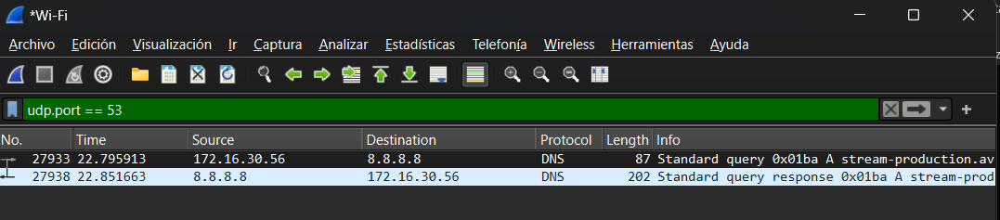 *Wi-Fi
Archivo Edición Visualización Ir Captura Analizar Estadísticas Telefonía Wireless Herramientas Ayuda
udp.port == 53
No. Time Source Destination Protocol Length Info
27933 22.795913 172.16.30.56 8.8.8.8 DNS 87 Standard query 0x01ba A stream-production.av
27938 22.851663 8.8.8.8 172.16.30.56 DNS 202 Standard query response 0x01ba A stream-prod